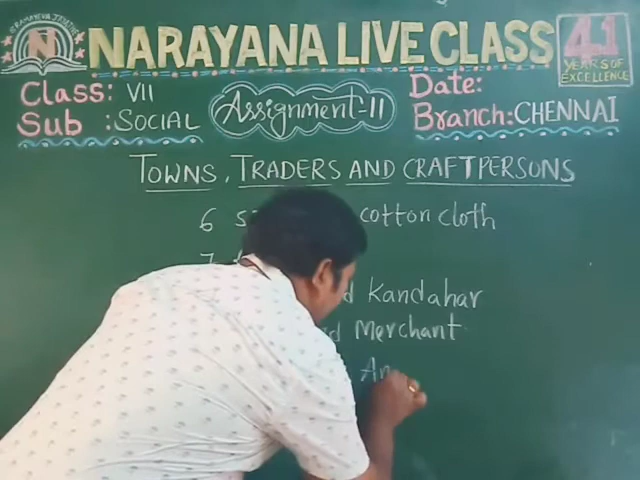 NARAYANA LIVE CLASS
N
41
YEARS OF
EXCELLENCE
Class: VII
Assignment-11
Date:
Sub : SOCIAL
Branch: CHENNAI
TOWNS, TRADERS AND CRAFTPERSONS
6 cotton cloth
7
Kandahar
Merchant